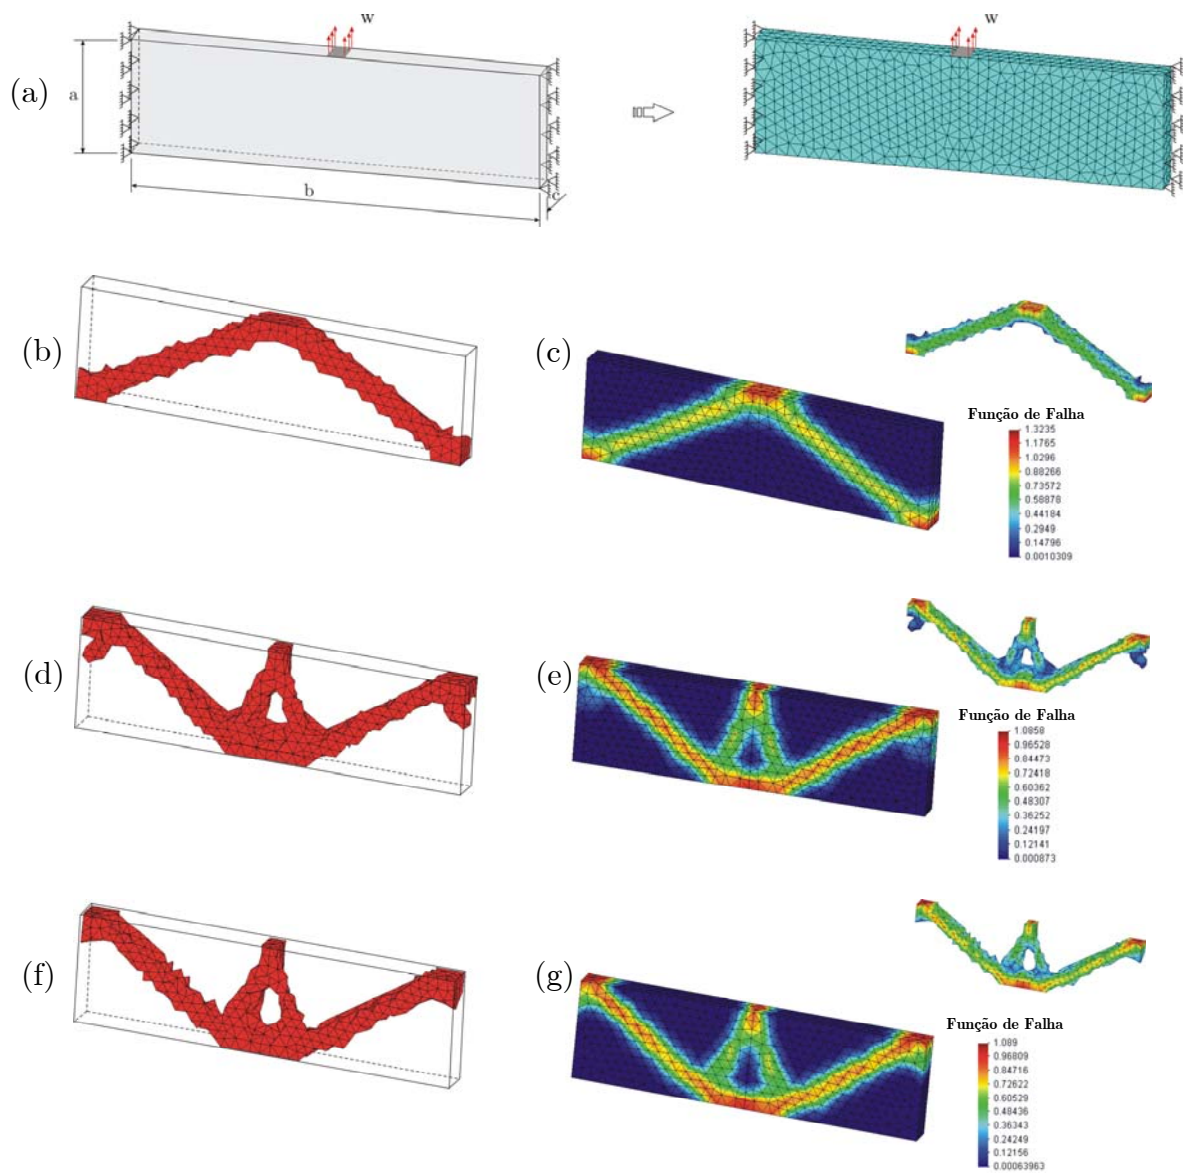 w
w
(a)
a
b
c
(b)
(c)
Função de Falha
1.3235
1.1765
1.0296
0.88266
0.73572
0.58878
0.44184
0.2949
0.14796
0.0010309
(d)
(e)
Função de Falha
1.0858
0.96528
0.84473
0.72418
0.60362
0.48307
0.36252
0.24197
0.12141
0.000873
(f)
(g)
Função de Falha
1.089
0.96809
0.84716
0.72622
0.60529
0.48436
0.36343
0.24249
0.12156
0.00063963